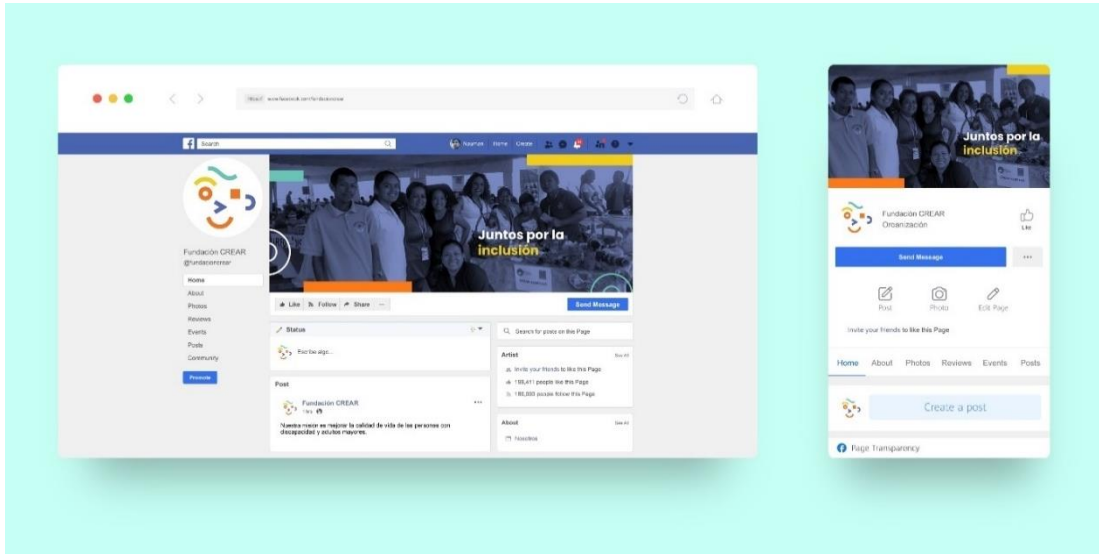 Search
Home
Create
Juntos por la
inclusión
Fundación CREAR
@fundacioncrear
Home
About
Photos
Reviews
Events
Posts
Community
Promote
Like
Follow
Share
Send Message
Status
Escribe algo...
Post
Fundación CREAR
Nuestra misión es mejorar la calidad de vida de las personas con
discapacidad y adultos mayores.
Search for posts on this Page
Artist
See All
Invite your friends to like this Page
people like this Page
people follow this Page
About
See All
Juntos por la
inclusión
Fundación CREAR
Organización
Like
Send Message
Post
Photo
Edit Page
Invite your friends to like this Page
Home About Photos Reviews Events Posts
Create a post
Page Transparency